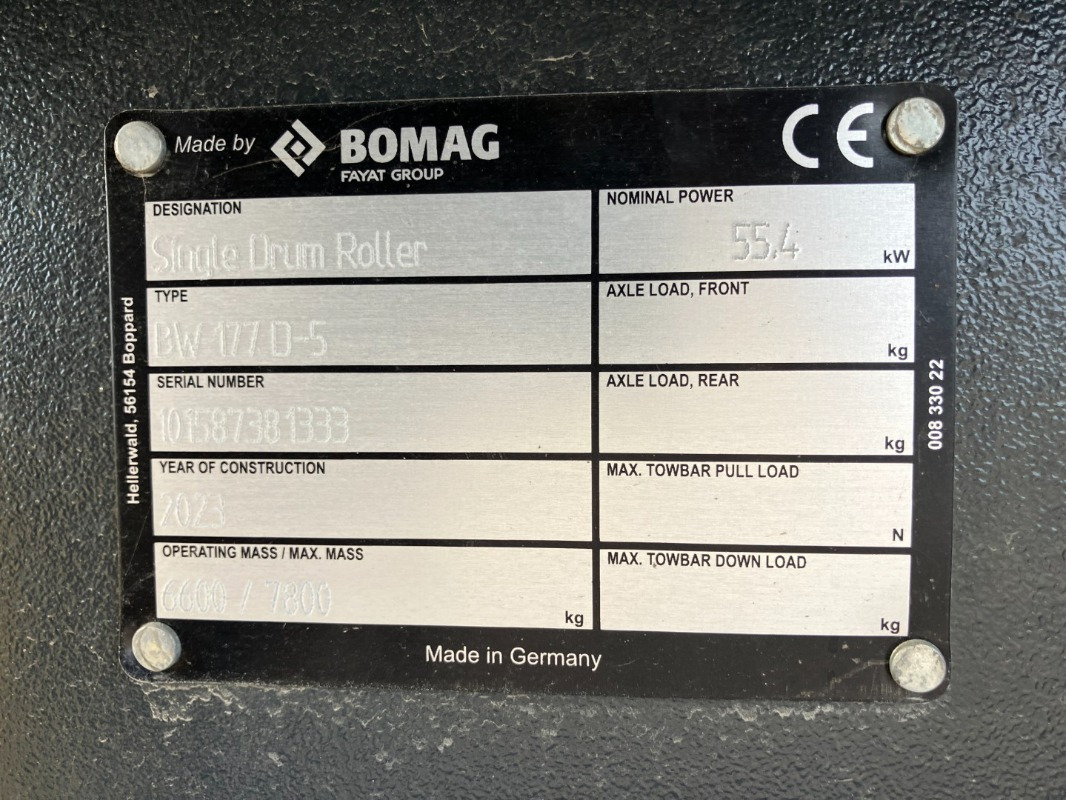 Made by BOMAG
FAYAT GROUP
CE
DESIGNATION
Single Drum Roller
NOMINAL POWER
55.4 kW
TYPE
BW 177 D-5
AXLE LOAD, FRONT
kg
SERIAL NUMBER
101587381333
AXLE LOAD, REAR
kg
YEAR OF CONSTRUCTION
2023
MAX. TOWBAR PULL LOAD
N
OPERATING MASS / MAX. MASS
6600 / 7800 kg
MAX. TOWBAR DOWN LOAD
kg
Made in Germany
Hellerwald, 56154 Boppard
008 330 22